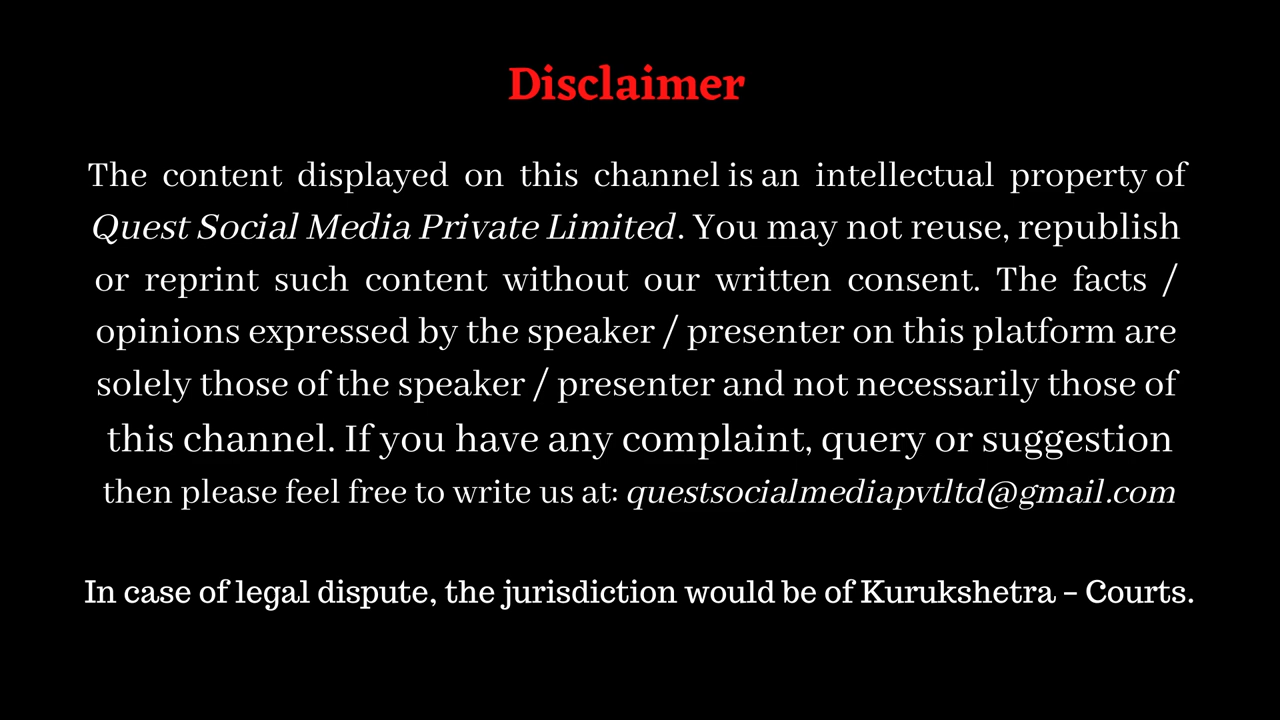 Disclaimer
The content displayed on this channel is an intellectual property of
Quest Social Media Private Limited. You may not reuse, republish
or reprint such content without our written consent. The facts /
opinions expressed by the speaker / presenter on this platform are
solely those of the speaker / presenter and not necessarily those of
this channel. If you have any complaint, query or suggestion
then please feel free to write us at: questsocialmediapvtltd@gmail.com
In case of legal dispute, the jurisdiction would be of Kurukshetra – Courts.